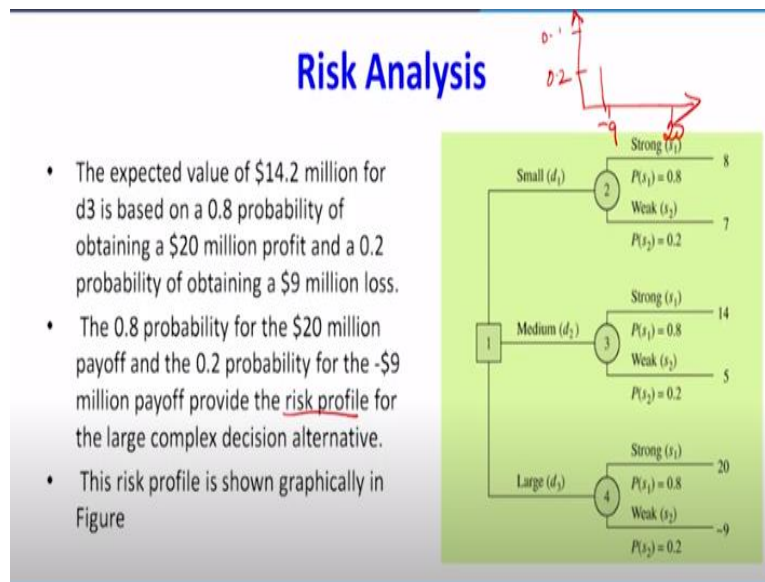 Risk Analysis
0.2
-9
20
• The expected value of $14.2 million for
d3 is based on a 0.8 probability of
obtaining a $20 million profit and a 0.2
probability of obtaining a $9 million loss.
• The 0.8 probability for the $20 million
payoff and the 0.2 probability for the -$9
million payoff provide the risk profile for
the large complex decision alternative.
• This risk profile is shown graphically in
Figure
1
Small (d₁)
2
Strong (s₁)
8
P(s₁) = 0.8
Weak (s₂)
7
P(s₂) = 0.2
Medium (d₂)
3
Strong (s₁)
14
P(s₁) = 0.8
Weak (s₂)
5
P(s₂) = 0.2
Large (d₃)
4
Strong (s₁)
20
P(s₁) = 0.8
Weak (s₂)
-9
P(s₂) = 0.2